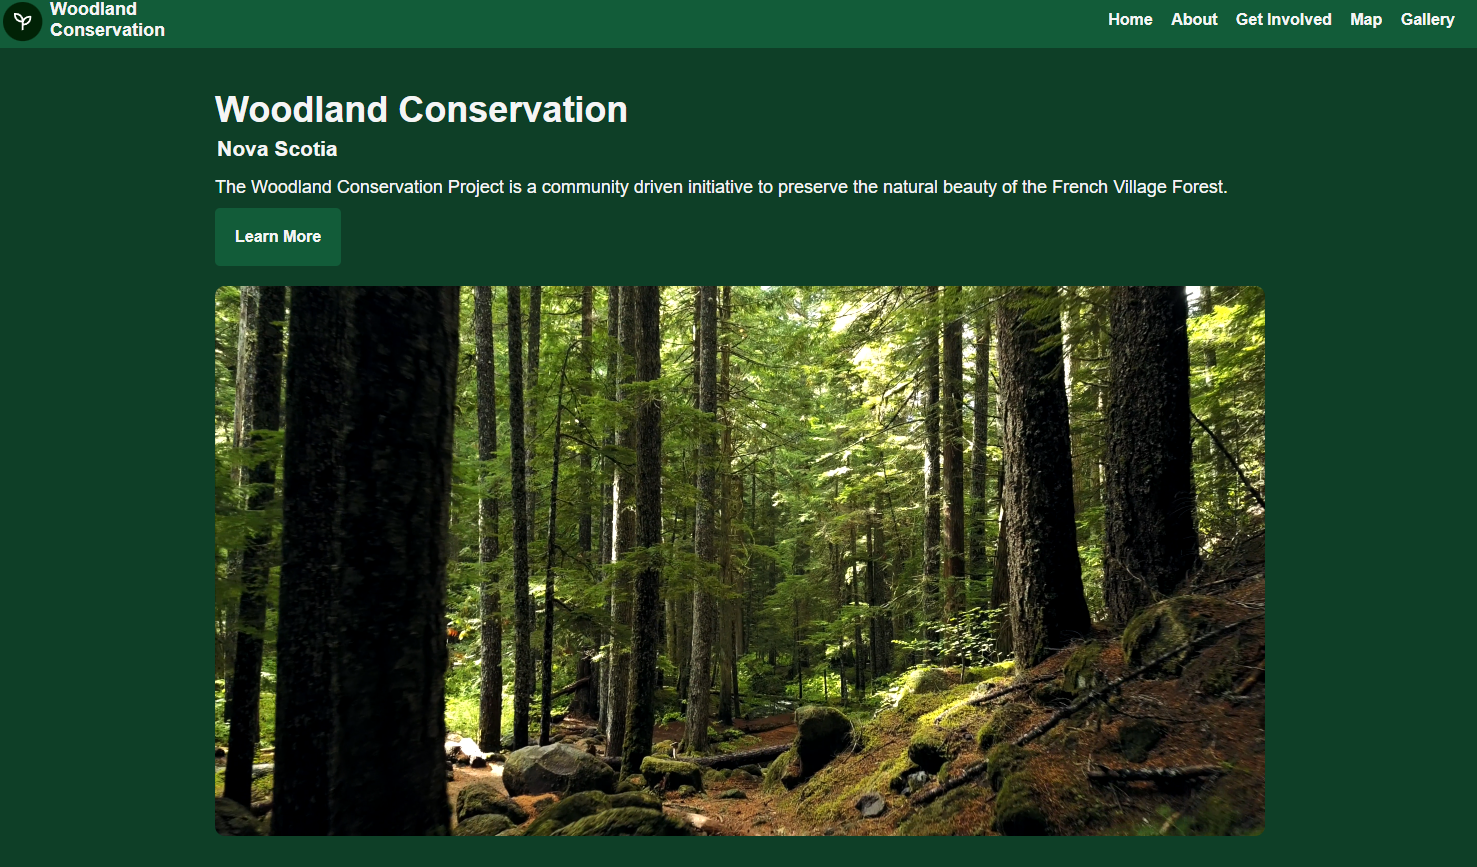 Woodland
Conservation
Home About Get Involved Map Gallery
Woodland Conservation
Nova Scotia
The Woodland Conservation Project is a community driven initiative to preserve the natural beauty of the French Village Forest.
Learn More